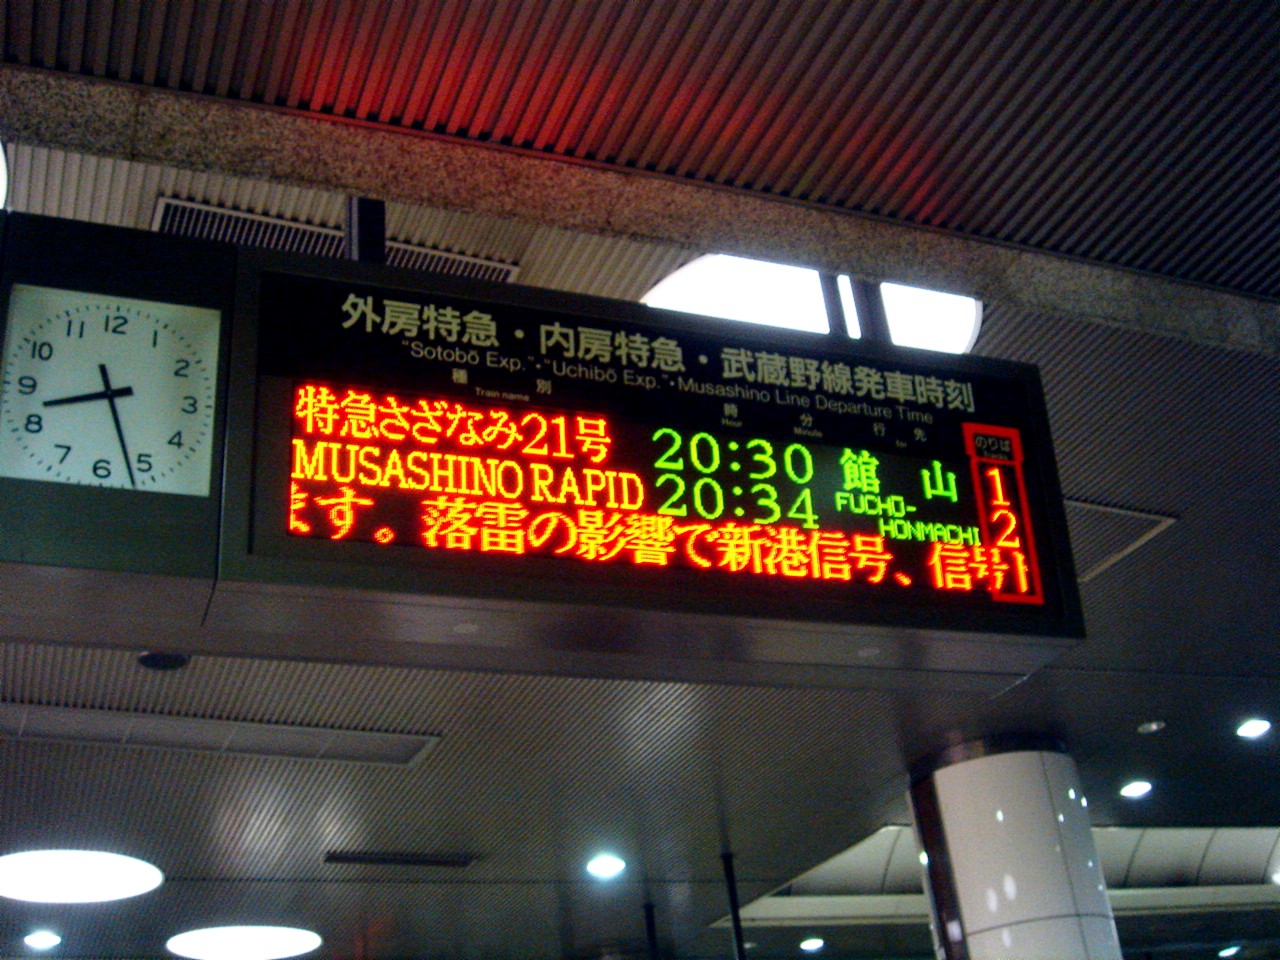 外房特急・内房特急・武蔵野線発車時刻
"Sotobō Exp."・"Uchibō Exp."・Musashino Line Departure Time
種 別 時 分 行 先 のりば
Train name Hour Minute for tracks
特急さざなみ21号 20:30 館 山 1
MUSASHINO RAPID 20:34 FUCHO-HONMACHI 2
ます。落雷の影響で新港信号、信号
12
1
2
3
4
5
6
7
8
9
10
11